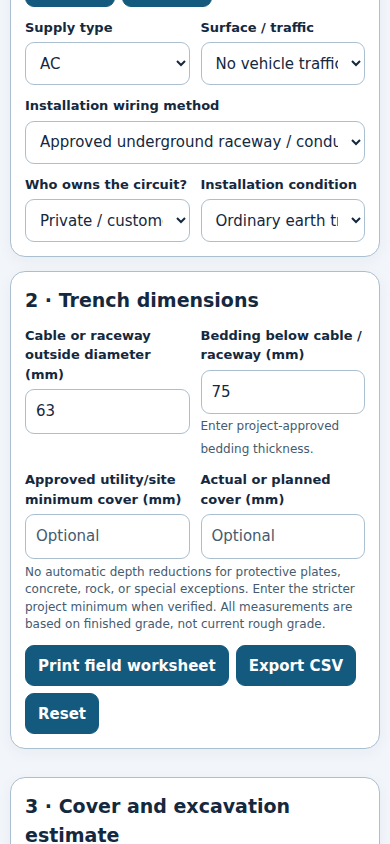 Supply type
Surface / traffic
AC
No vehicle traffic
Installation wiring method
Approved underground raceway / condu
Who owns the circuit?
Installation condition
Private / custom
Ordinary earth tr
2 · Trench dimensions
Cable or raceway
outside diameter
(mm)
63
Bedding below cable /
raceway (mm)
75
Enter project-approved
bedding thickness.
Approved utility/site
minimum cover (mm)
Optional
Actual or planned
cover (mm)
Optional
No automatic depth reductions for protective plates,
concrete, rock, or special exceptions. Enter the stricter
project minimum when verified. All measurements are
based on finished grade, not current rough grade.
Print field worksheet
Export CSV
Reset
3 · Cover and excavation
estimate